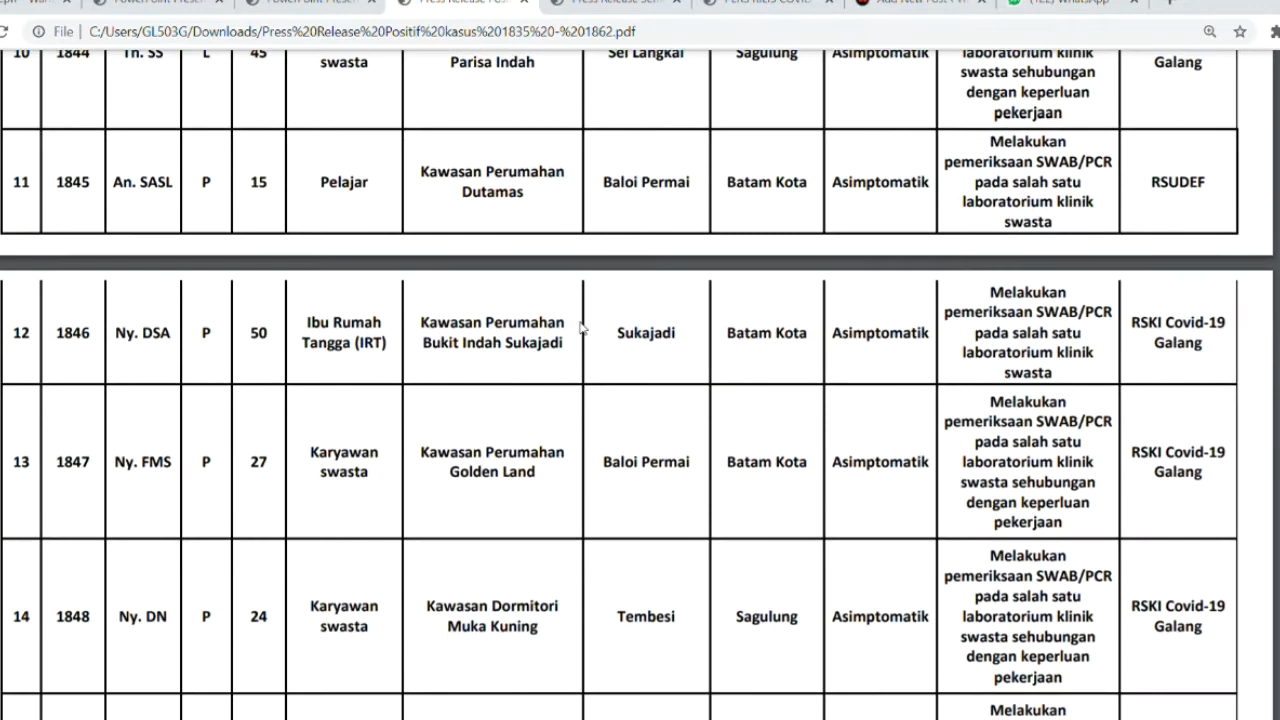 File
C:/Users/GL503G/Downloads/Press%20Release%20Positif%20kasus%201835%20-%201862.pdf
10 1844 Tn. SS L 45 swasta Parisa Indah Sei Langkai Sagulung Asimptomatik
laboratorium klinik
swasta sehubungan
dengan keperluan
pekerjaan
Galang
11 1845 An. SASL P 15 Pelajar
Kawasan Perumahan
Dutamas
Baloi Permai Batam Kota Asimptomatik
Melakukan
pemeriksaan SWAB/PCR
pada salah satu
laboratorium klinik
swasta
RSUDEF
12 1846 Ny. DSA P 50
Ibu Rumah
Tangga (IRT)
Kawasan Perumahan
Bukit Indah Sukajadi
Sukajadi Batam Kota Asimptomatik
Melakukan
pemeriksaan SWAB/PCR
pada salah satu
laboratorium klinik
swasta
RSKI Covid-19
Galang
13 1847 Ny. FMS P 27
Karyawan
swasta
Kawasan Perumahan
Golden Land
Baloi Permai Batam Kota Asimptomatik
Melakukan
pemeriksaan SWAB/PCR
pada salah satu
laboratorium klinik
swasta sehubungan
dengan keperluan
pekerjaan
RSKI Covid-19
Galang
14 1848 Ny. DN P 24
Karyawan
swasta
Kawasan Dormitori
Muka Kuning
Tembesi Sagulung Asimptomatik
Melakukan
pemeriksaan SWAB/PCR
pada salah satu
laboratorium klinik
swasta sehubungan
dengan keperluan
pekerjaan
RSKI Covid-19
Galang
Melakukan